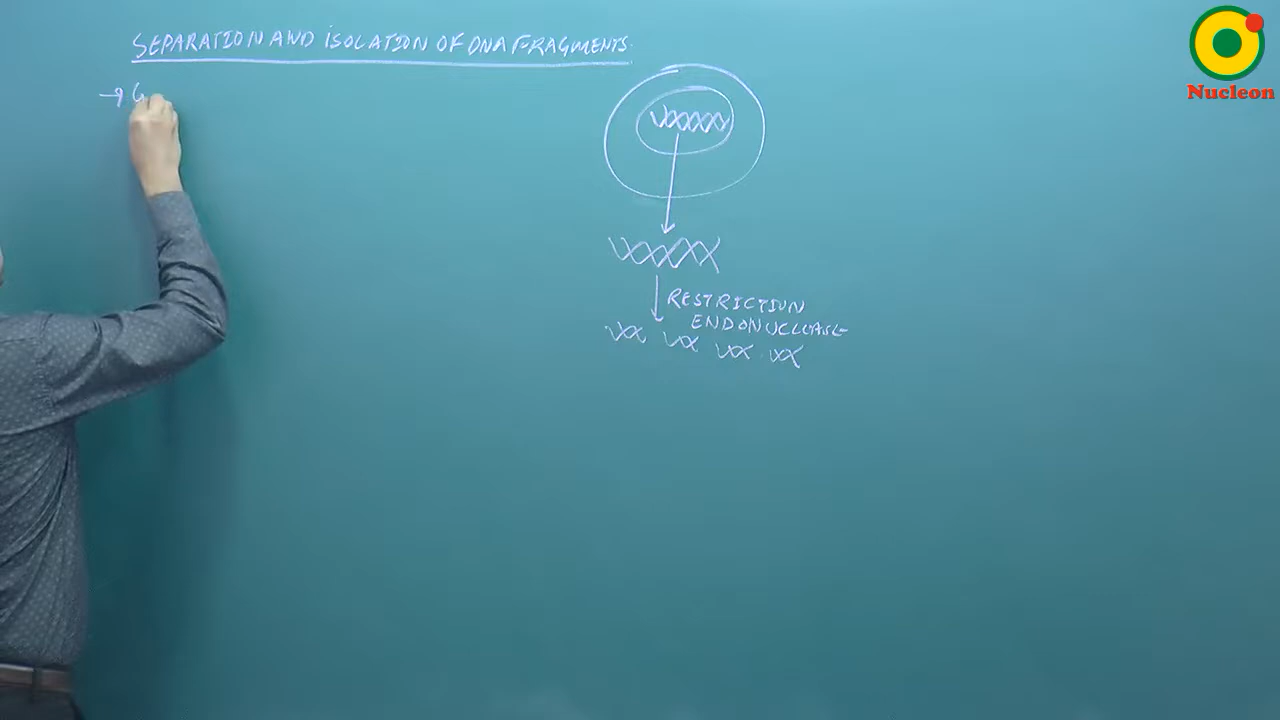 SEPARATION AND ISOLATION OF DNA FRAGMENTS.
→ G
RESTRICTION
ENDONUCLEASE
Nucleon